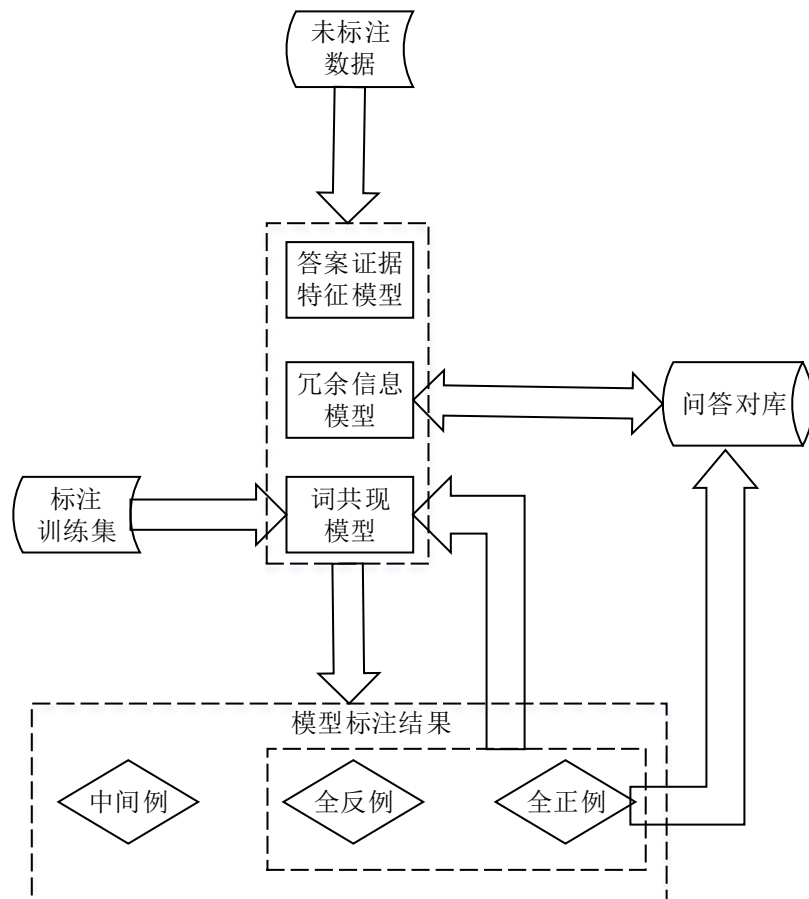 未标注
数据
答案证据
特征模型
冗余信息
模型
问答对库
标注
训练集
词共现
模型
模型标注结果
中间例
全反例
全正例